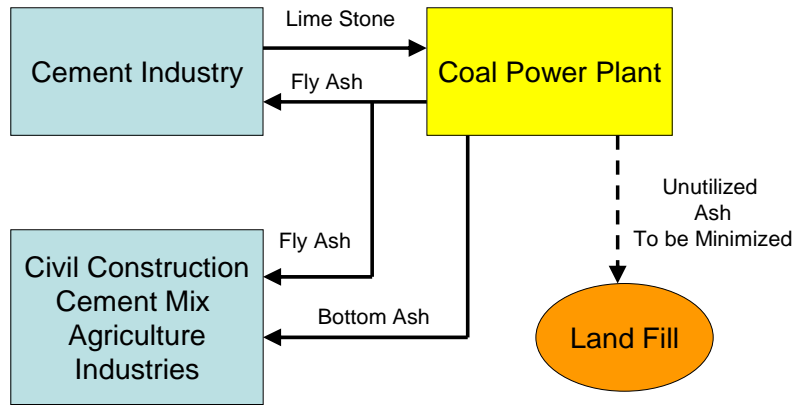 Lime Stone
Cement Industry
Coal Power Plant
Fly Ash
Unutilized
Ash
To be Minimized
Fly Ash
Civil Construction
Cement Mix
Agriculture
Industries
Bottom Ash
Land Fill